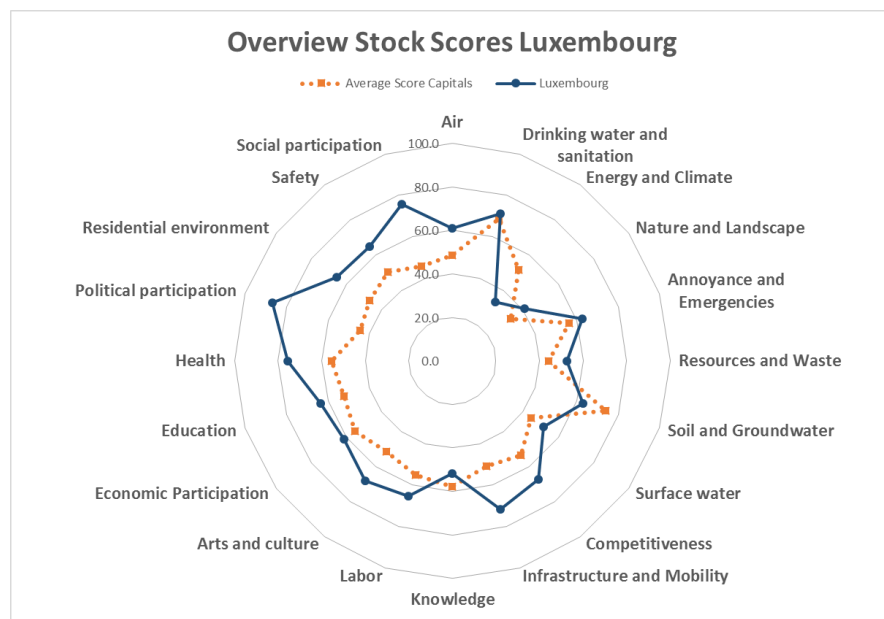 Overview Stock Scores Luxembourg
Average Score Capitals
Luxembourg
Air
100.0
80.0
60.0
40.0
20.0
0.0
Drinking water and
sanitation
Energy and Climate
Nature and Landscape
Annoyance and
Emergencies
Resources and Waste
Soil and Groundwater
Surface water
Competitiveness
Infrastructure and Mobility
Knowledge
Labor
Arts and culture
Economic Participation
Education
Health
Political participation
Residential environment
Safety
Social participation